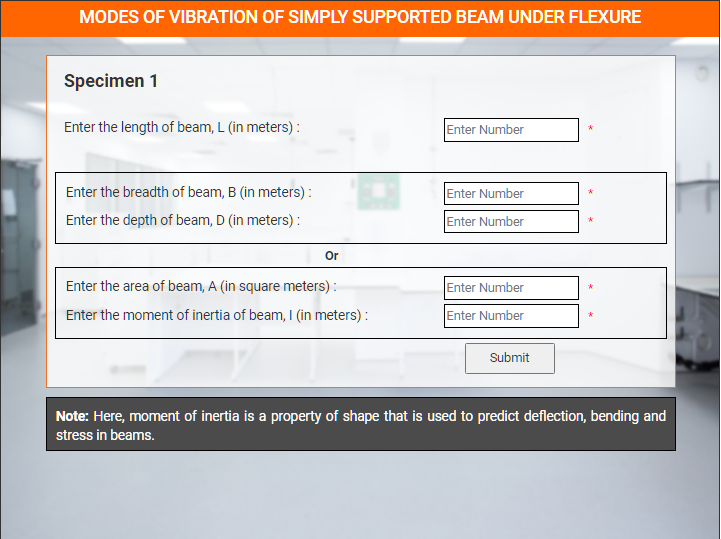 MODES OF VIBRATION OF SIMPLY SUPPORTED BEAM UNDER FLEXURE
Specimen 1
Enter the length of beam, L (in meters) : Enter Number *
Enter the breadth of beam, B (in meters) : Enter Number *
Enter the depth of beam, D (in meters) : Enter Number *
Or
Enter the area of beam, A (in square meters) : Enter Number *
Enter the moment of inertia of beam, I (in meters) : Enter Number *
Submit
Note: Here, moment of inertia is a property of shape that is used to predict deflection, bending and
stress in beams.